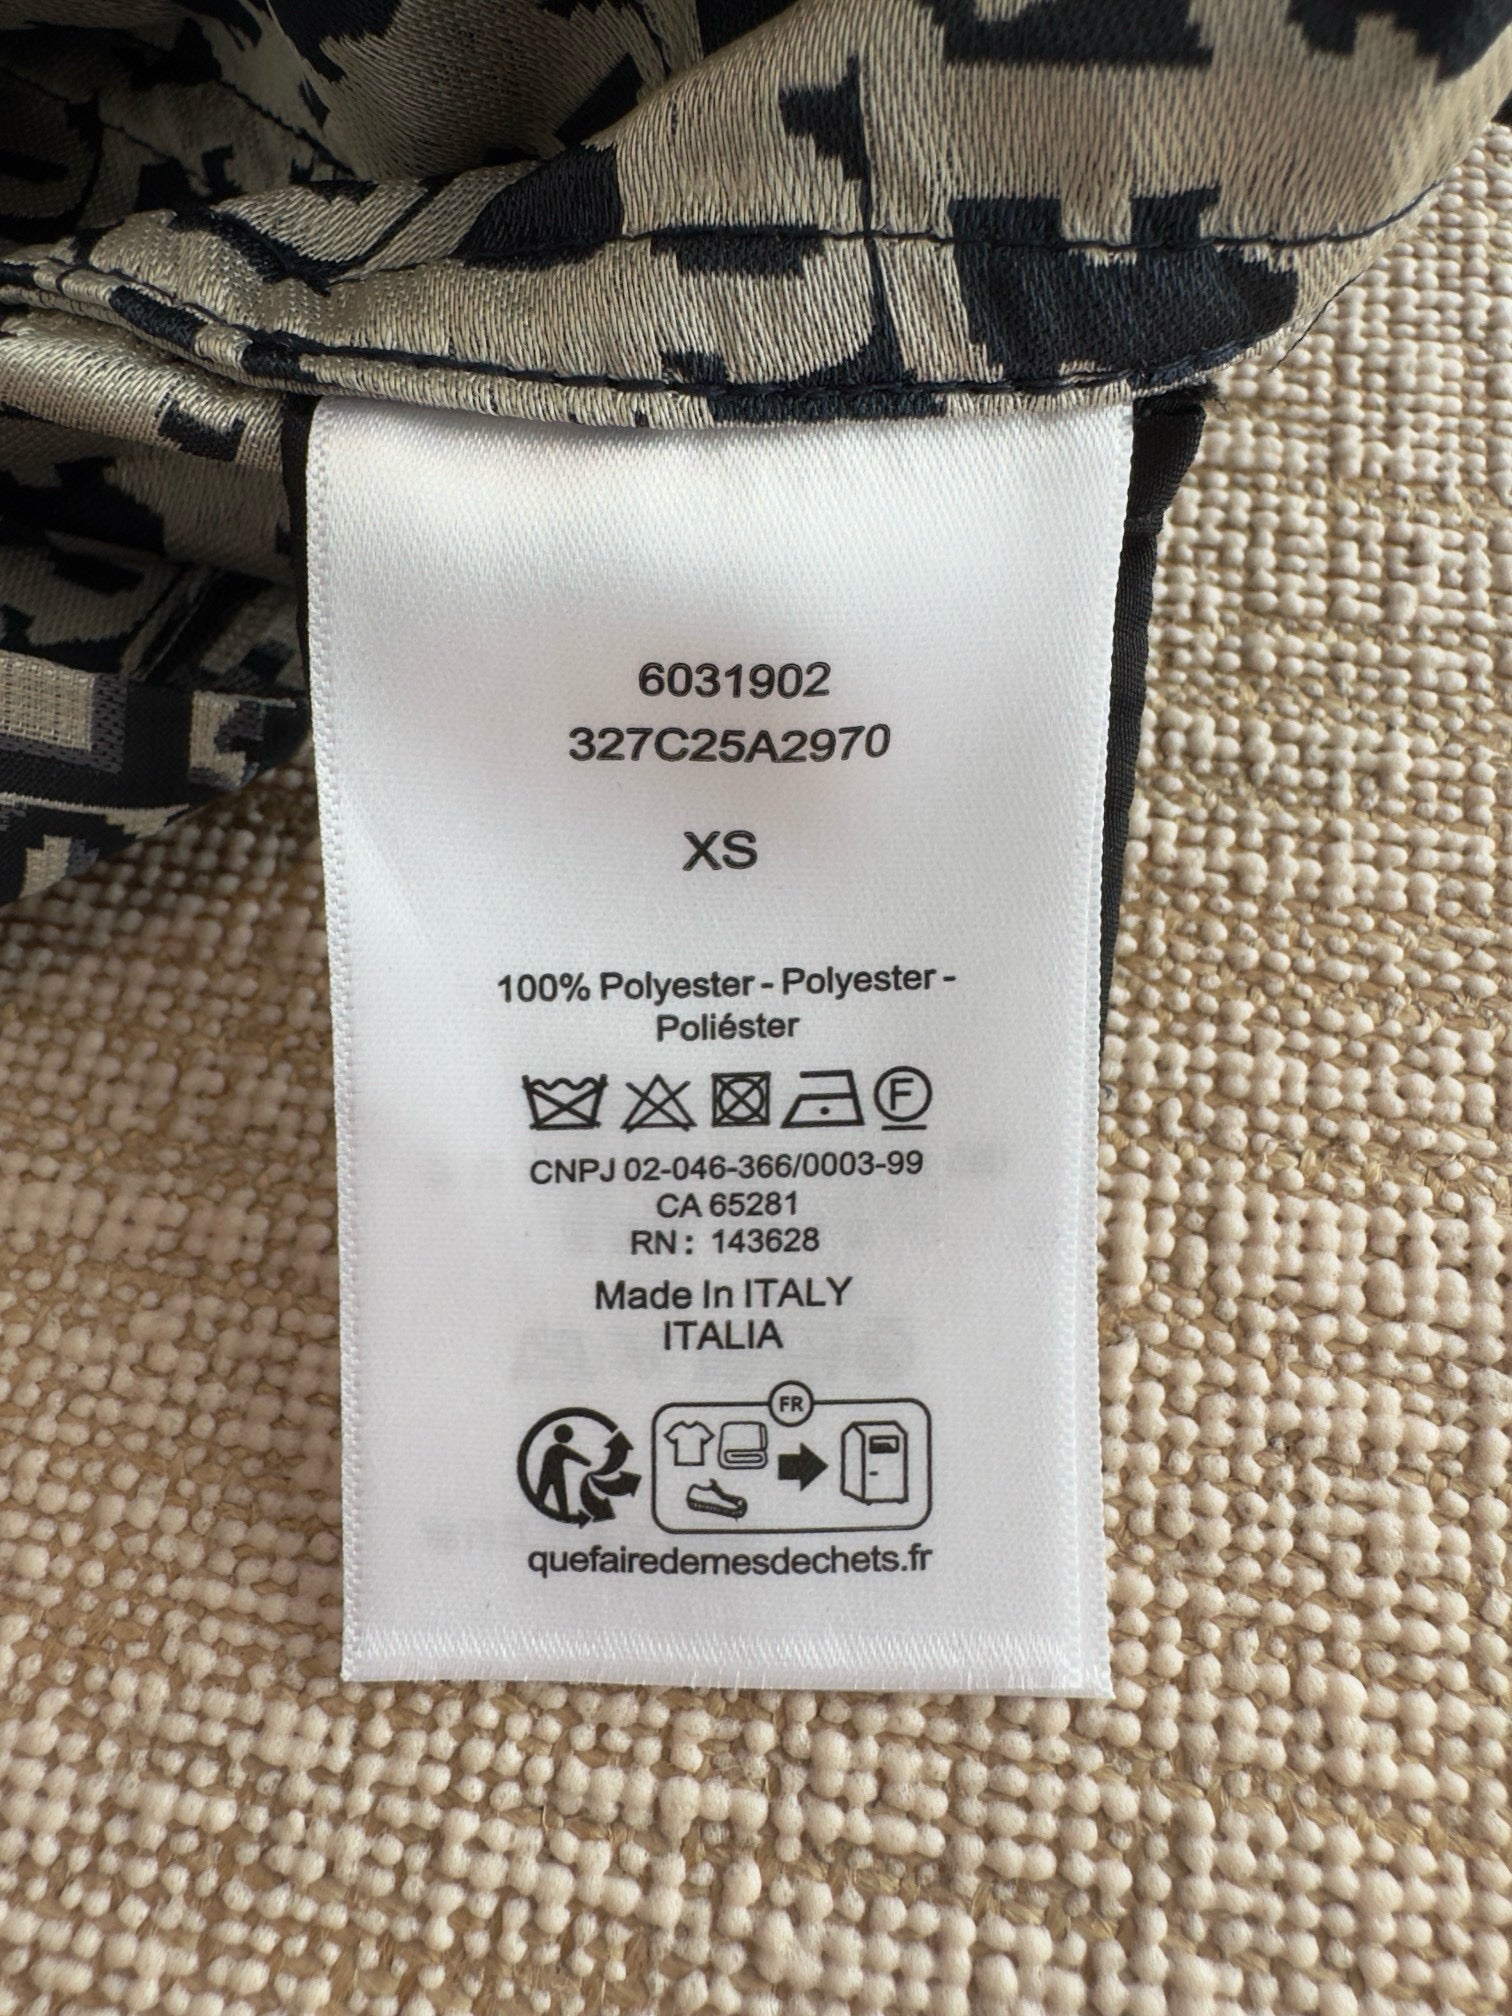 6031902
327C25A2970
XS
100% Polyester - Polyester -
Poliéster
F
CNPJ 02-046-366/0003-99
CA 65281
RN : 143628
Made In ITALY
ITALIA
FR
quefairedemesdechets.fr